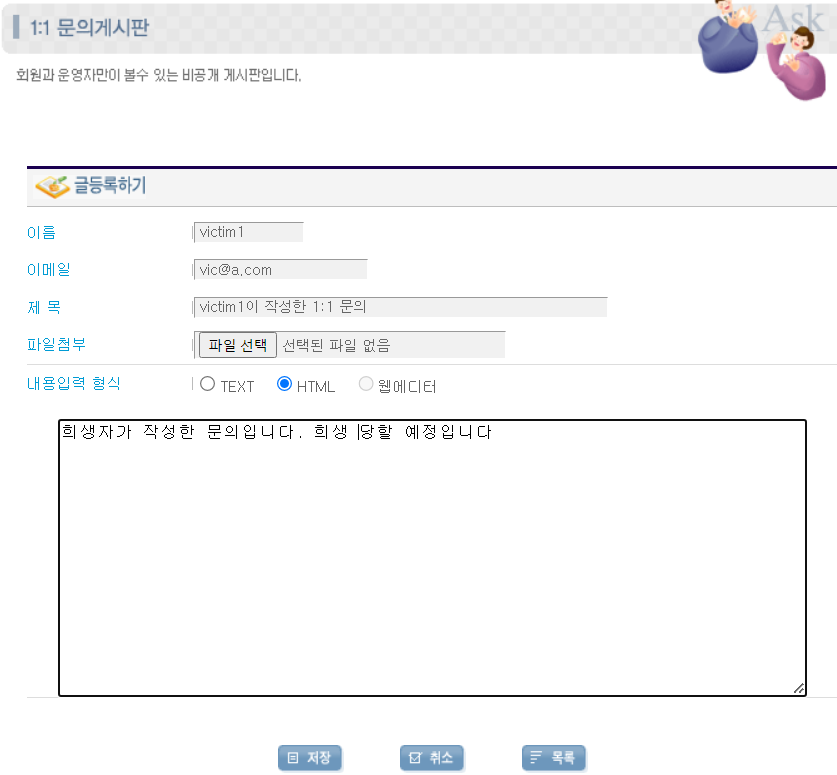 1:1 문의게시판
Ask
회원과 운영자만이 볼수 있는 비공개 게시판입니다.
글등록하기
이름 victim1
이메일 vic@a.com
제 목 victim1이 작성한 1:1 문의
파일첨부 파일 선택 선택된 파일 없음
내용입력 형식 TEXT HTML 웹에디터
희생자가 작성한 문의입니다. 희생 당할 예정입니다
저장 취소 목록